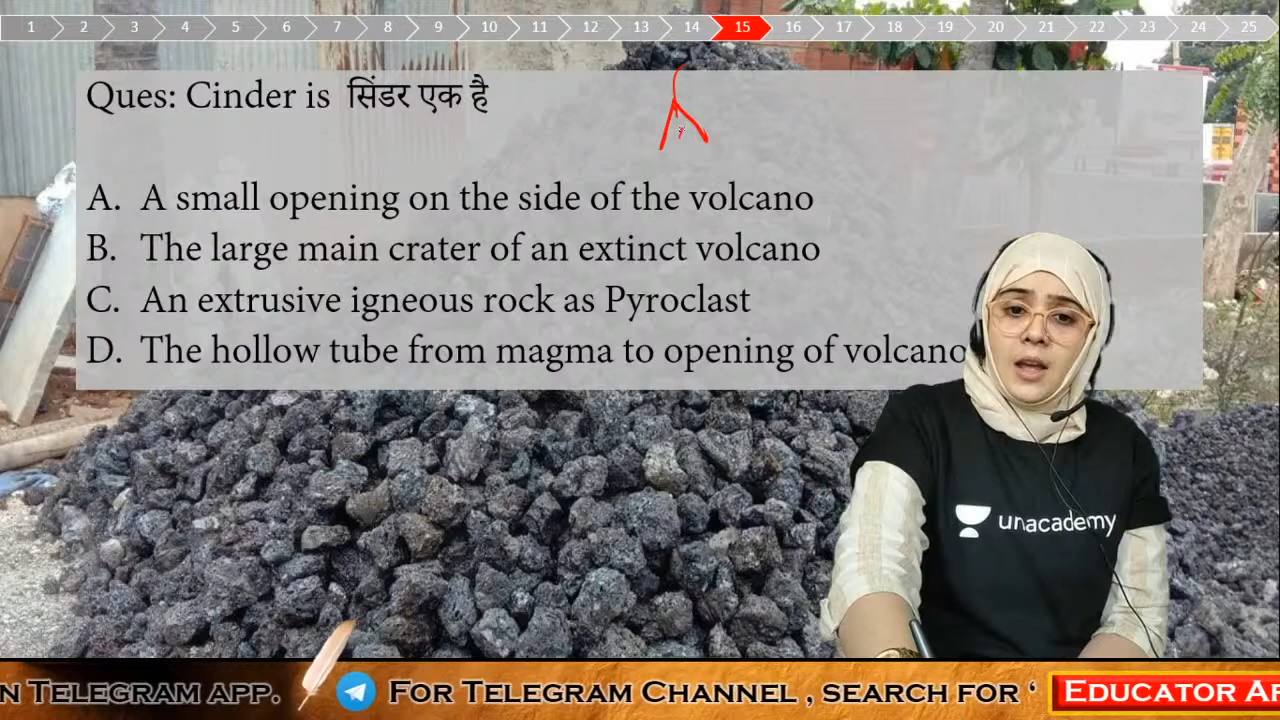 1 2 3 4 5 6 7 8 9 10 11 12 13 14 15 16 17 18 19 20 21 22 23 24 25
Ques: Cinder is सिंडर एक है
A. A small opening on the side of the volcano
B. The large main crater of an extinct volcano
C. An extrusive igneous rock as Pyroclast
D. The hollow tube from magma to opening of volcano
unacademy
n Telegram app. For Telegram Channel , search for ‘ Educator Ar